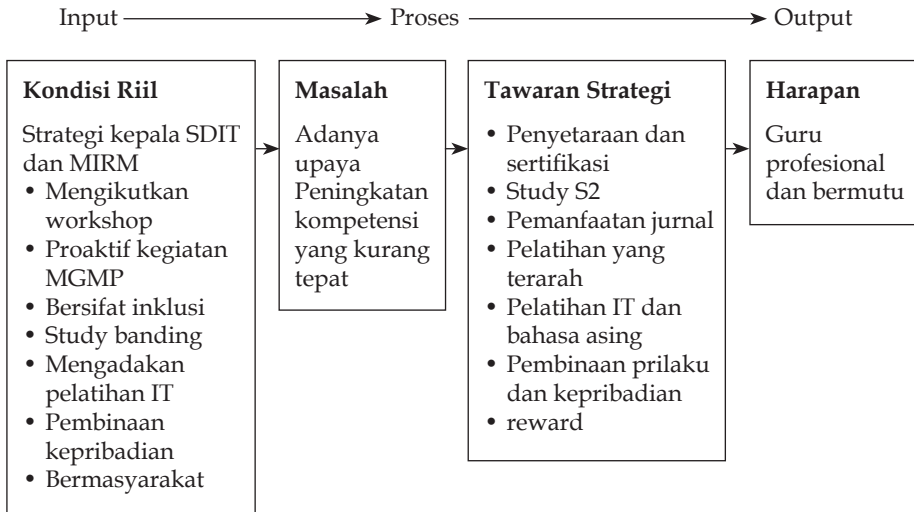 Input Proses Output
Kondisi Riil
Strategi kepala SDIT
dan MIRM
• Mengikutkan
workshop
• Proaktif kegiatan
MGMP
• Bersifat inklusi
• Study banding
• Mengadakan
pelatihan IT
• Pembinaan
kepribadian
• Bermasyarakat
Masalah
Adanya
upaya
Peningkatan
kompetensi
yang kurang
tepat
Tawaran Strategi
• Penyetaraan dan
sertifikasi
• Study S2
• Pemanfaatan jurnal
• Pelatihan yang
terarah
• Pelatihan IT dan
bahasa asing
• Pembinaan prilaku
dan kepribadian
• reward
Harapan
Guru
profesional
dan bermutu